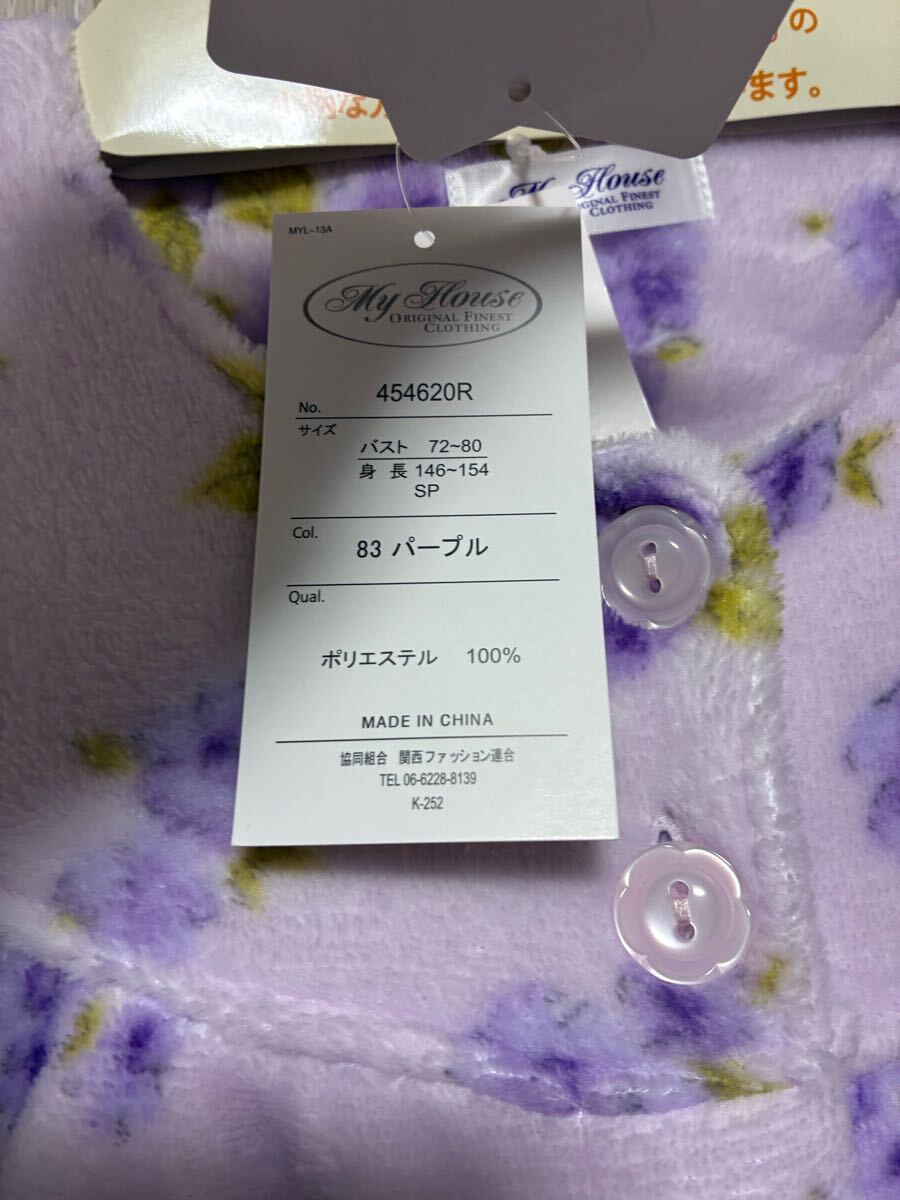 の
ます。
My House
ORIGINAL FINEST
CLOTHING
MYL-13A
My House
ORIGINAL FINEST
CLOTHING
No. 454620R
サイズ
バスト 72~80
身 長 146~154
SP
Col. 83 パープル
Qual.
ポリエステル 100%
MADE IN CHINA
協同組合 関西ファッション連合
TEL 06-6228-8139
K-252